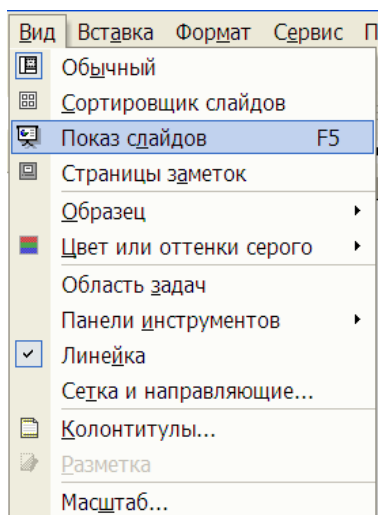 Вид Вставка Формат Сервис П
Обычный
Сортировщик слайдов
Показ слайдов F5
Страницы заметок
Образец
Цвет или оттенки серого
Область задач
Панели инструментов
Линейка
Сетка и направляющие...
Колонтитулы...
Разметка
Масштаб...